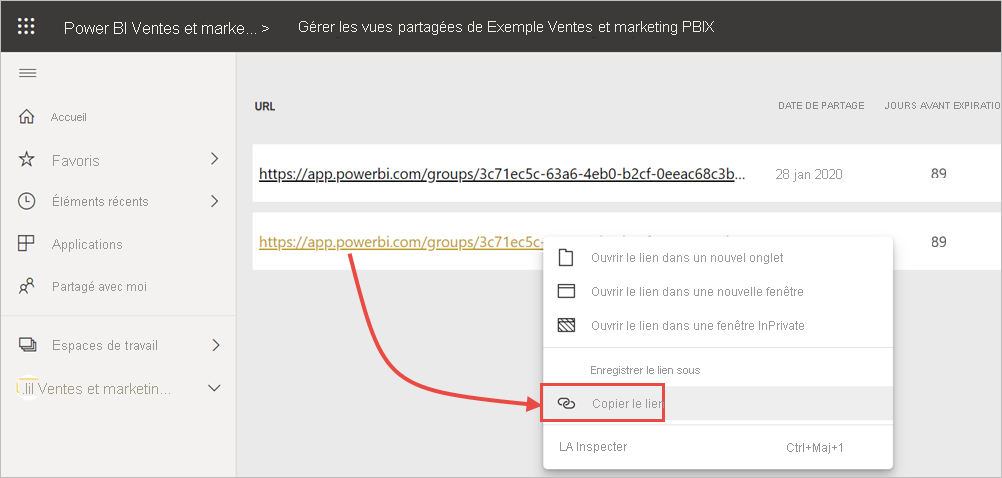 Power BI Ventes et marke... >
Gérer les vues partagées de Exemple Ventes et marketing PBIX
Accueil
Favoris
Éléments récents
Applications
Partagé avec moi
Espaces de travail
Ventes et marketin...
URL
DATE DE PARTAGE
JOURS AVANT EXPIRATIO
https://app.powerbi.com/groups/3c71ec5c-63a6-4eb0-b2cf-0eeac68c3b...
28 jan 2020
89
https://app.powerbi.com/groups/3c71ec5c-
89
Ouvrir le lien dans un nouvel onglet
Ouvrir le lien dans une nouvelle fenêtre
Ouvrir le lien dans une fenêtre InPrivate
Enregistrer le lien sous
Copier le lien
LA Inspecter
Ctrl+Maj+1